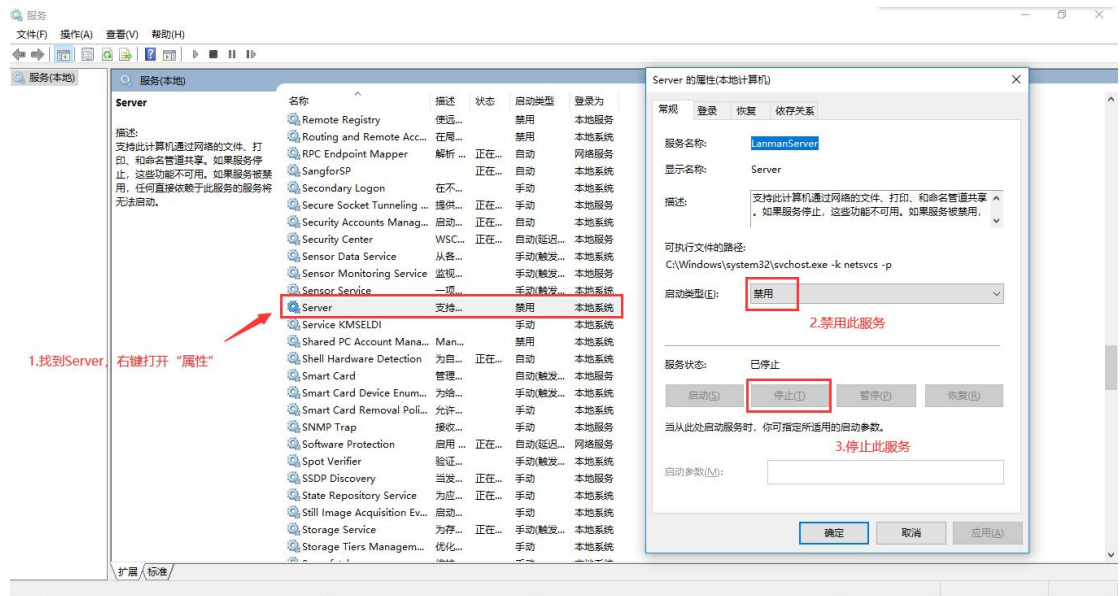 服务
文件(F) 操作(A) 查看(V) 帮助(H)
服务(本地)
服务(本地)
Server
描述:
支持此计算机通过网络的文件、打
印、和命名管道共享。如果服务停
止，这些功能不可用。如果服务被禁
用，任何直接依赖于此服务的服务将
无法启动。
名称 描述 状态 启动类型 登录为
Remote Registry 使远... 禁用 本地服务
Routing and Remote Acc... 在局... 禁用 本地系统
RPC Endpoint Mapper 解析 ... 正在... 自动 网络服务
SangforSP 正在... 自动 本地系统
Secondary Logon 在不... 手动 本地系统
Secure Socket Tunneling ... 提供... 正在... 手动 本地服务
Security Accounts Manag... 启动... 正在... 自动 本地系统
Security Center WSC... 正在... 自动(延迟... 本地服务
Sensor Data Service 从各... 手动(触发... 本地系统
Sensor Monitoring Service 监视... 手动(触发... 本地服务
Sensor Service 一项... 手动(触发... 本地系统
Server 支持... 禁用 本地系统
Service KMSELDI 手动 本地系统
Shared PC Account Mana... Man... 禁用 本地系统
Shell Hardware Detection 为自... 正在... 自动 本地系统
Smart Card 管理... 自动(触发... 本地服务
Smart Card Device Enum... 为给... 手动(触发... 本地系统
Smart Card Removal Poli... 允许... 手动 本地系统
SNMP Trap 接收... 手动 本地服务
Software Protection 启用 ... 正在... 自动(延迟... 网络服务
Spot Verifier 验证... 手动(触发... 本地系统
SSDP Discovery 当发... 正在... 手动 本地服务
State Repository Service 为应... 正在... 手动 本地系统
Still Image Acquisition Ev... 启动... 手动 本地系统
Storage Service 为存... 正在... 手动(触发... 本地系统
Storage Tiers Managem... 优化... 手动 本地系统
扩展 标准
1.找到Server，右键打开“属性”
Server 的属性(本地计算机)
常规 登录 恢复 依存关系
服务名称: LanmanServer
显示名称: Server
描述: 支持此计算机通过网络的文件、打印、和命名管道共享
。如果服务停止，这些功能不可用。如果服务被禁用，
可执行文件的路径:
C:\Windows\system32\svchost.exe -k netsvcs -p
启动类型(E): 禁用
2.禁用此服务
服务状态: 已停止
启动(S) 停止(T) 暂停(P) 恢复(R)
当从此处启动服务时，你可指定所适用的启动参数。
3.停止此服务
启动参数(M):
确定 取消 应用(A)